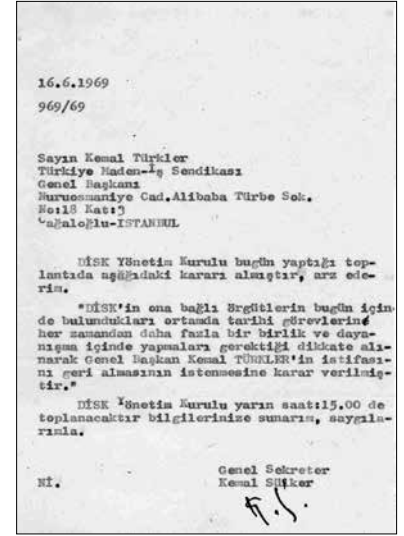 16.6.1969
969/69
Sayın Kemal Türkler
Türkiye Maden-İş Sendikası
Genel Başkanı
Nuruosmaniye Cad.Alibaba Türbe Sok.
No:18 Kat:3
Cağaloğlu-ISTANBUL
DİSK Yönetim Kurulu bugün yaptığı top-
lantıda aşağıdaki kararı almıştır, arz ede-
rim.
"DİSK'in ona bağlı örgütlerin bugün için-
de bulundukları ortamda tarihi görevlerini
her zamandan daha fazla bir birlik ve daya-
nışma içinde yapmaları gerektiği dikkate alı-
narak Genel Başkan Kemal TÜRKLER'in istifası-
nı geri almasının istenmesine karar verilmiş-
tir."
DİSK Yönetim Kurulu yarın saat:15.00 de
toplanacaktır bilgilerinize sunarım, saygıla-
rımla.
Genel Sekreter
Nİ. Kemal Sülker
K.S.